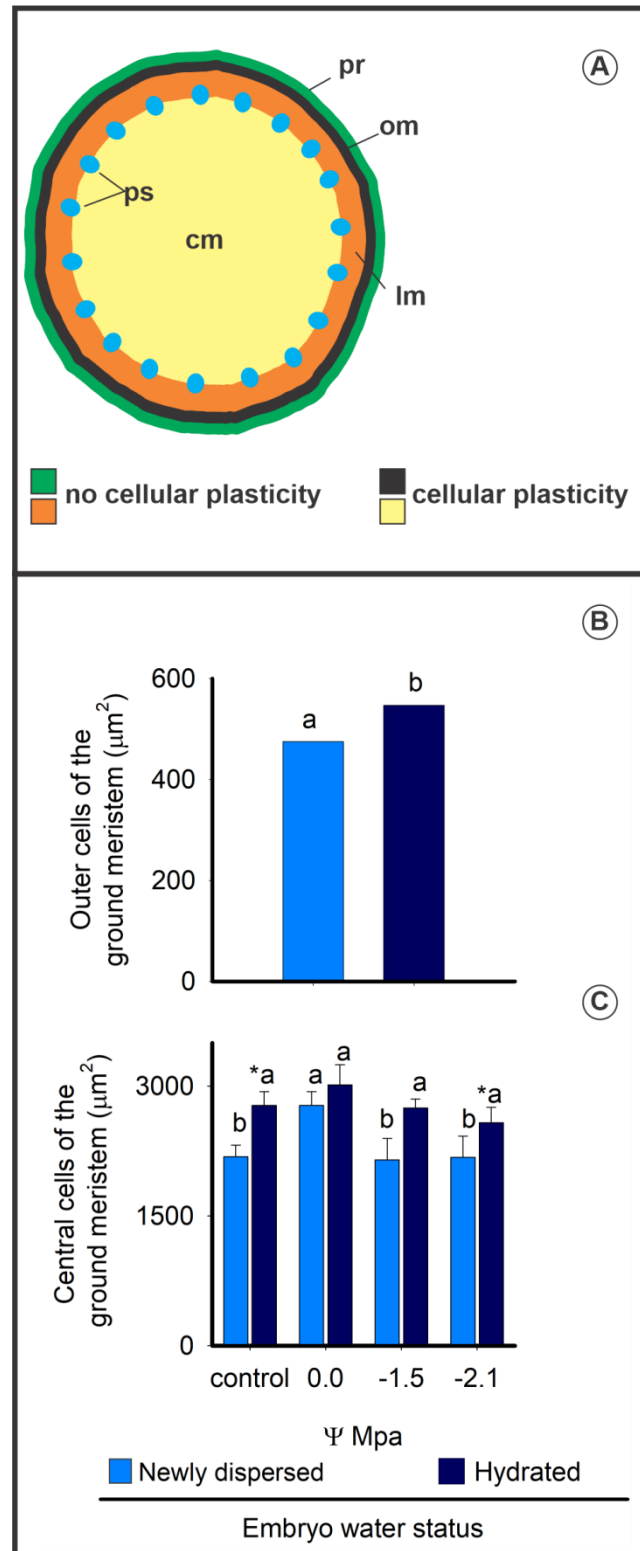 A
pr
om
ps
cm
lm
no cellular plasticity
cellular plasticity
B
Outer cells of the
ground meristem (μm²)
600
400
200
0
a
b
C
Central cells of the
ground meristem (μm²)
3000
1500
0
b
*a
a
a
b
a
b
*a
control 0.0 -1.5 -2.1
Ψ Mpa
Newly dispersed Hydrated
Embryo water status